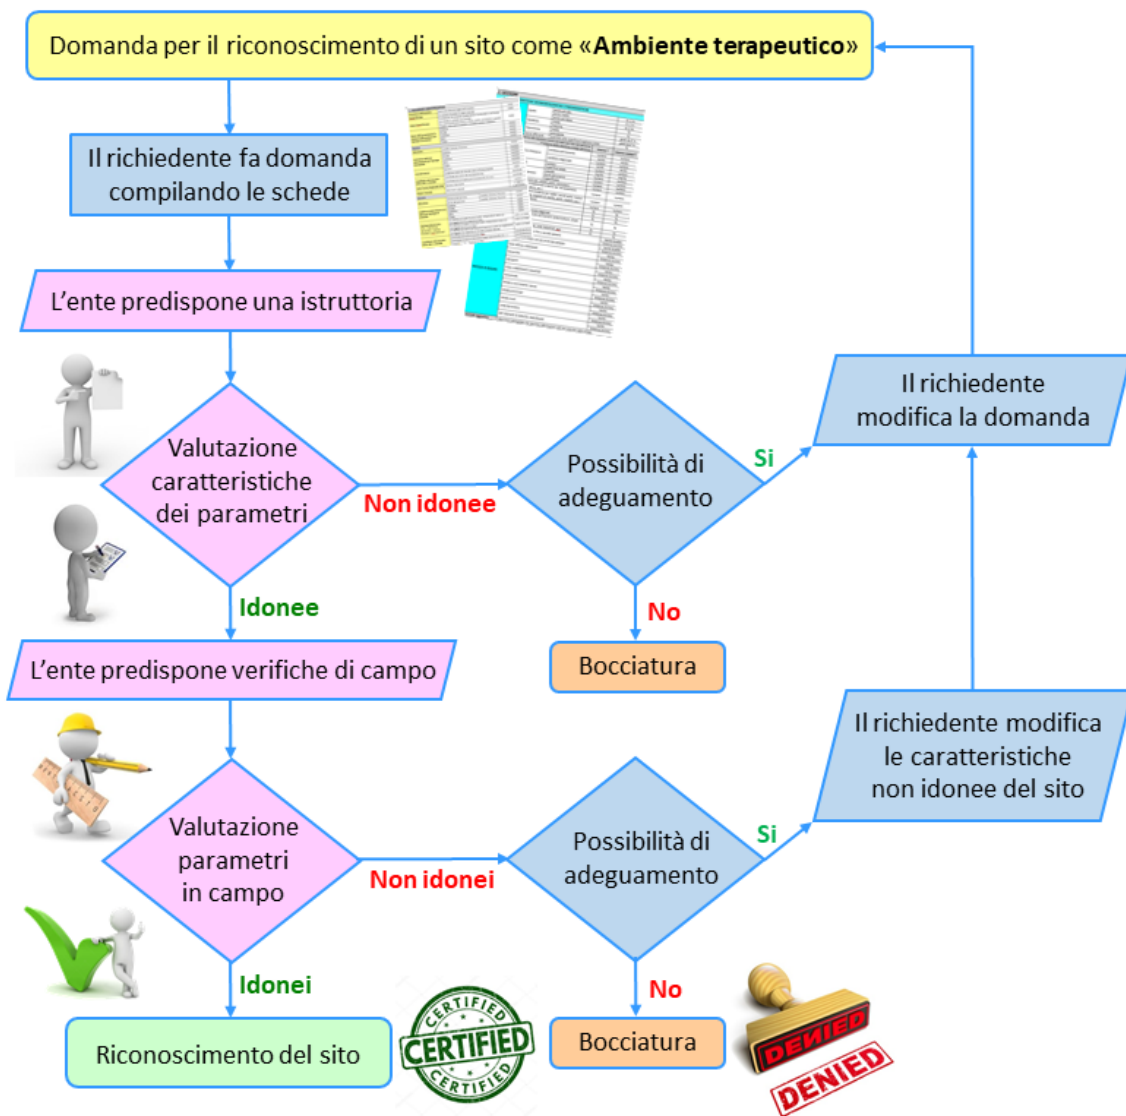 Domanda per il riconoscimento di un sito come «Ambiente terapeutico»
Il richiedente fa domanda
compilando le schede
L'ente predispone una istruttoria
Valutazione
caratteristiche
dei parametri
Non idonee
Possibilità di
adeguamento
Si
Il richiedente
modifica la domanda
Idonee
No
Bocciatura
L'ente predispone verifiche di campo
Il richiedente modifica
le caratteristiche
non idonee del sito
Valutazione
parametri
in campo
Non idonei
Possibilità di
adeguamento
Si
Idonei
No
Riconoscimento del sito
CERTIFIED
CERTIFIED
CERTIFIED
Bocciatura
DENIED
DENIED